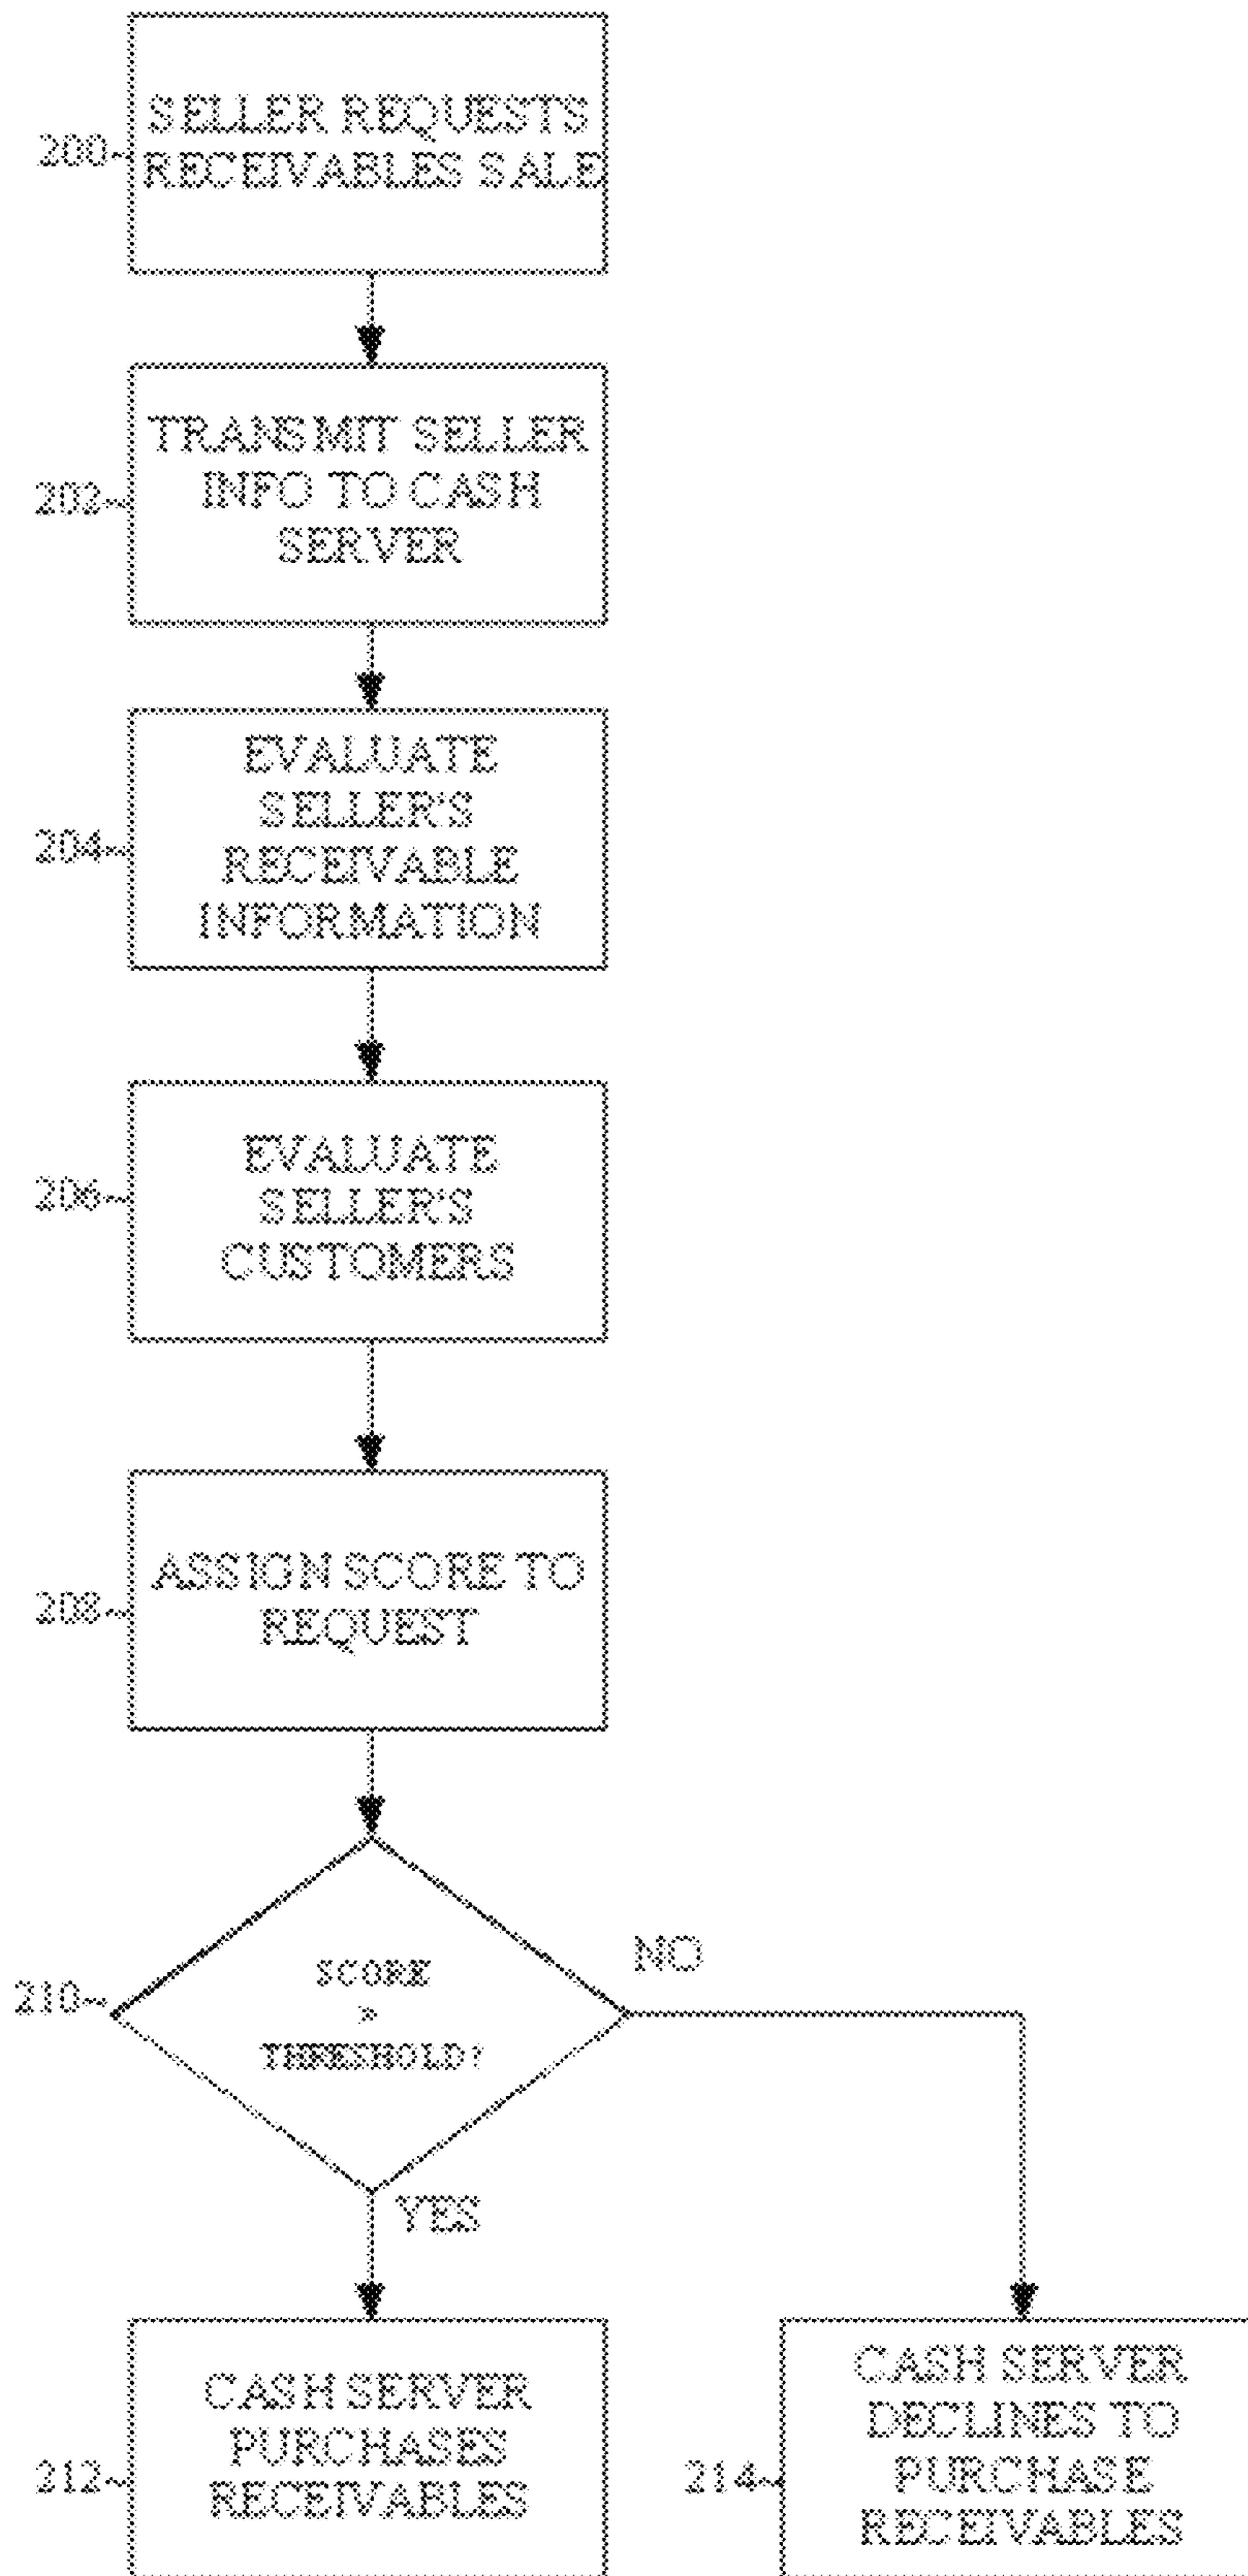 SELLER REQUESTS
200
RECEIVABLES SALE
TRANSMIT SELLER
202
INFO TO CASH
SERVER
EVALUATE
SELLER'S
204
RECEIVABLE
INFORMATION
EVALUATE
206
SELLER'S
CUSTOMERS
ASSIGN SCORE TO
208
REQUEST
NO
210
SCORE
>
THRESHOLD?
YES
CASH SERVER
PURCHASES
212
RECEIVABLES
CASH SERVER
DECLINES TO
214
PURCHASE
RECEIVABLES